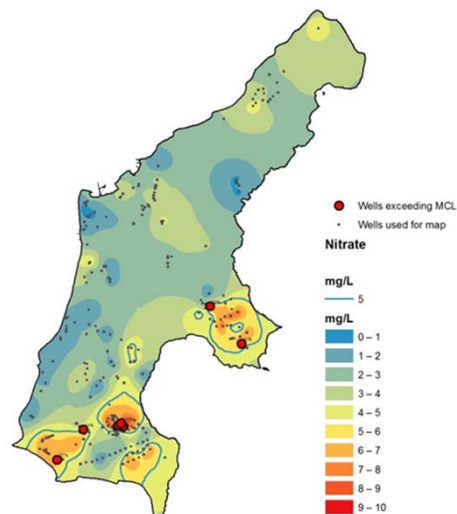 Wells exceeding MCL
Wells used for map
Nitrate
mg/L
5
mg/L
0 – 1
1 – 2
2 – 3
3 – 4
4 – 5
5 – 6
6 – 7
7 – 8
8 – 9
9 – 10